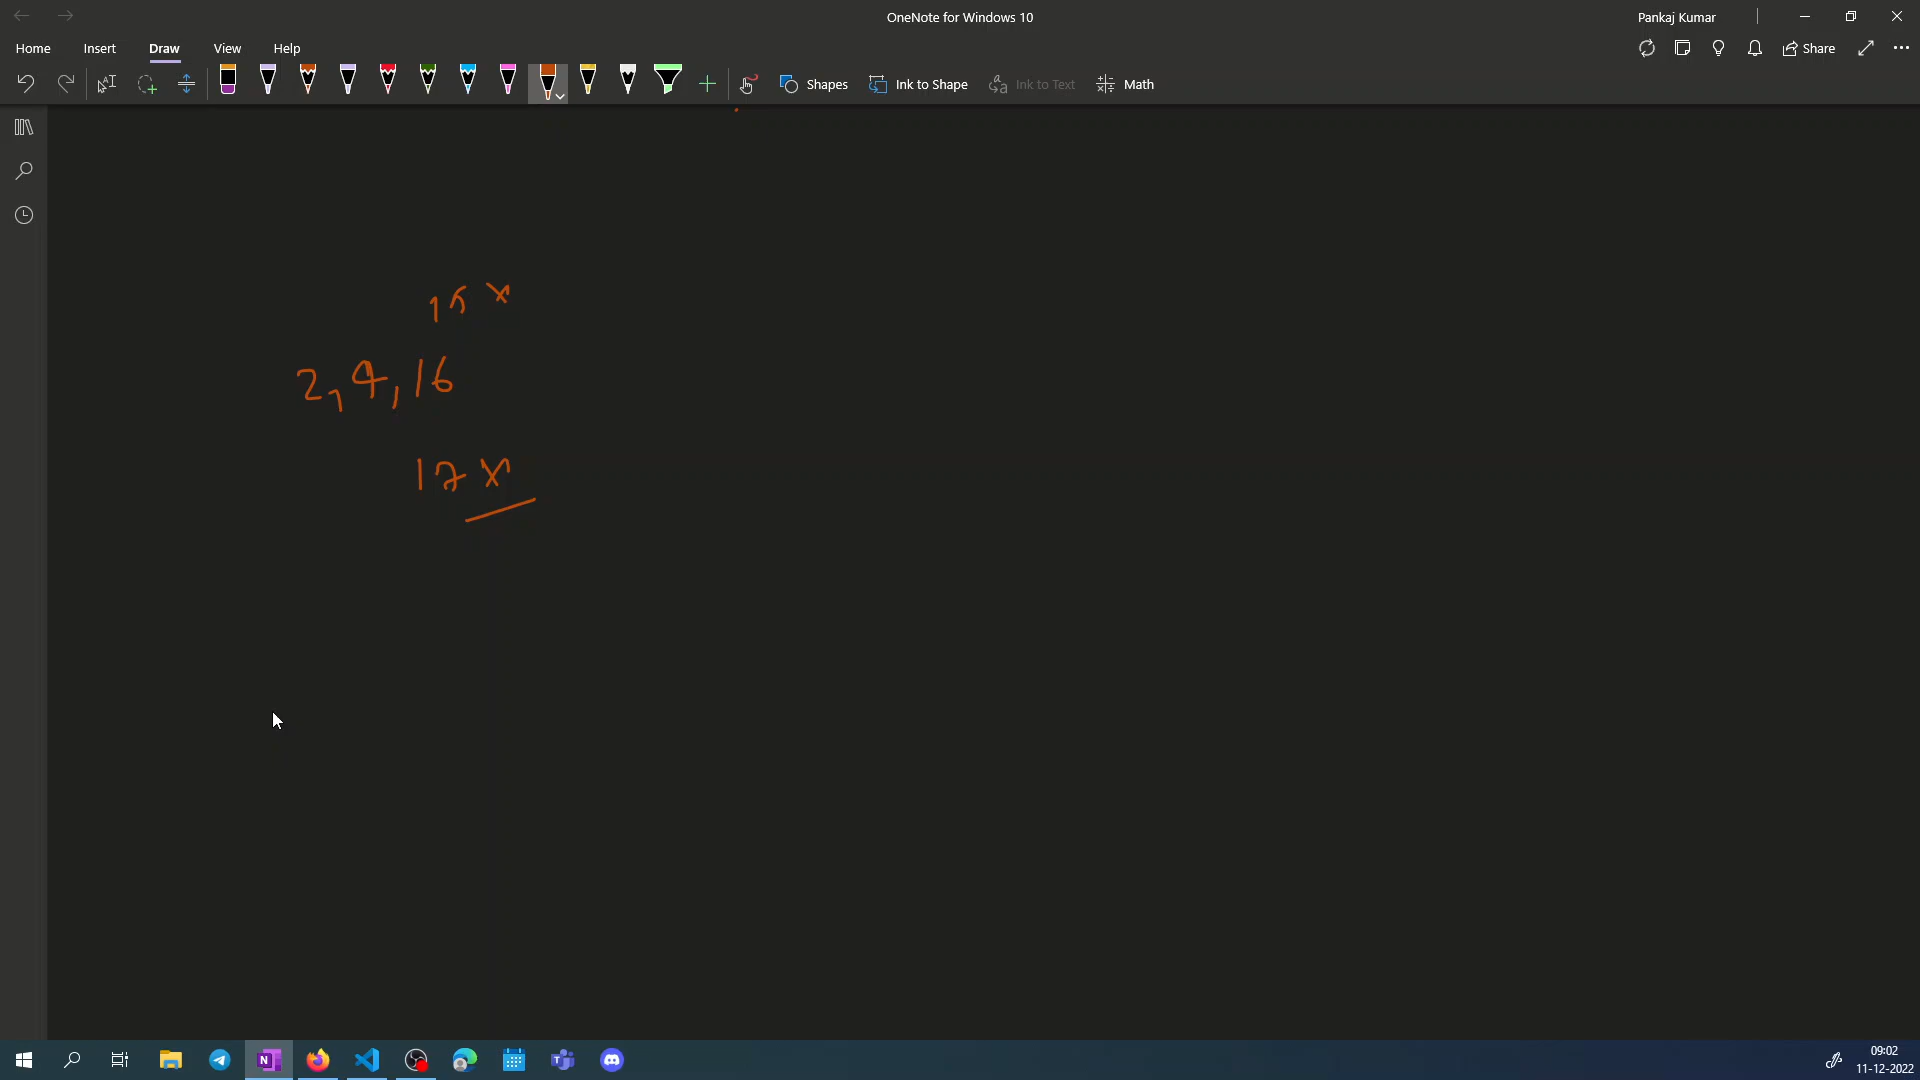 OneNote for Windows 10
Pankaj Kumar
Home Insert Draw View Help
Share
Shapes Ink to Shape Ink to Text Math
15 x
2, 4, 16
17 x
09:02
11-12-2022